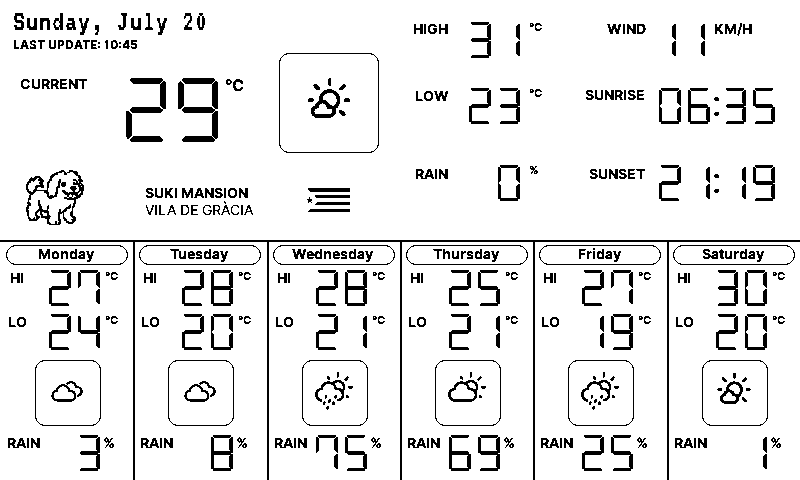 Sunday, July 20
LAST UPDATE: 10:45
CURRENT 29 °C
HIGH 31 °C
LOW 23 °C
RAIN 0 %
WIND 11 KM/H
SUNRISE 06:35
SUNSET 21:19
SUKI MANSION
VILA DE GRÀCIA
Monday
HI 27 °C
LO 24 °C
RAIN 3 %
Tuesday
HI 28 °C
LO 20 °C
RAIN 8 %
Wednesday
HI 28 °C
LO 21 °C
RAIN 75 %
Thursday
HI 25 °C
LO 21 °C
RAIN 69 %
Friday
HI 27 °C
LO 19 °C
RAIN 25 %
Saturday
HI 30 °C
LO 20 °C
RAIN 1 %